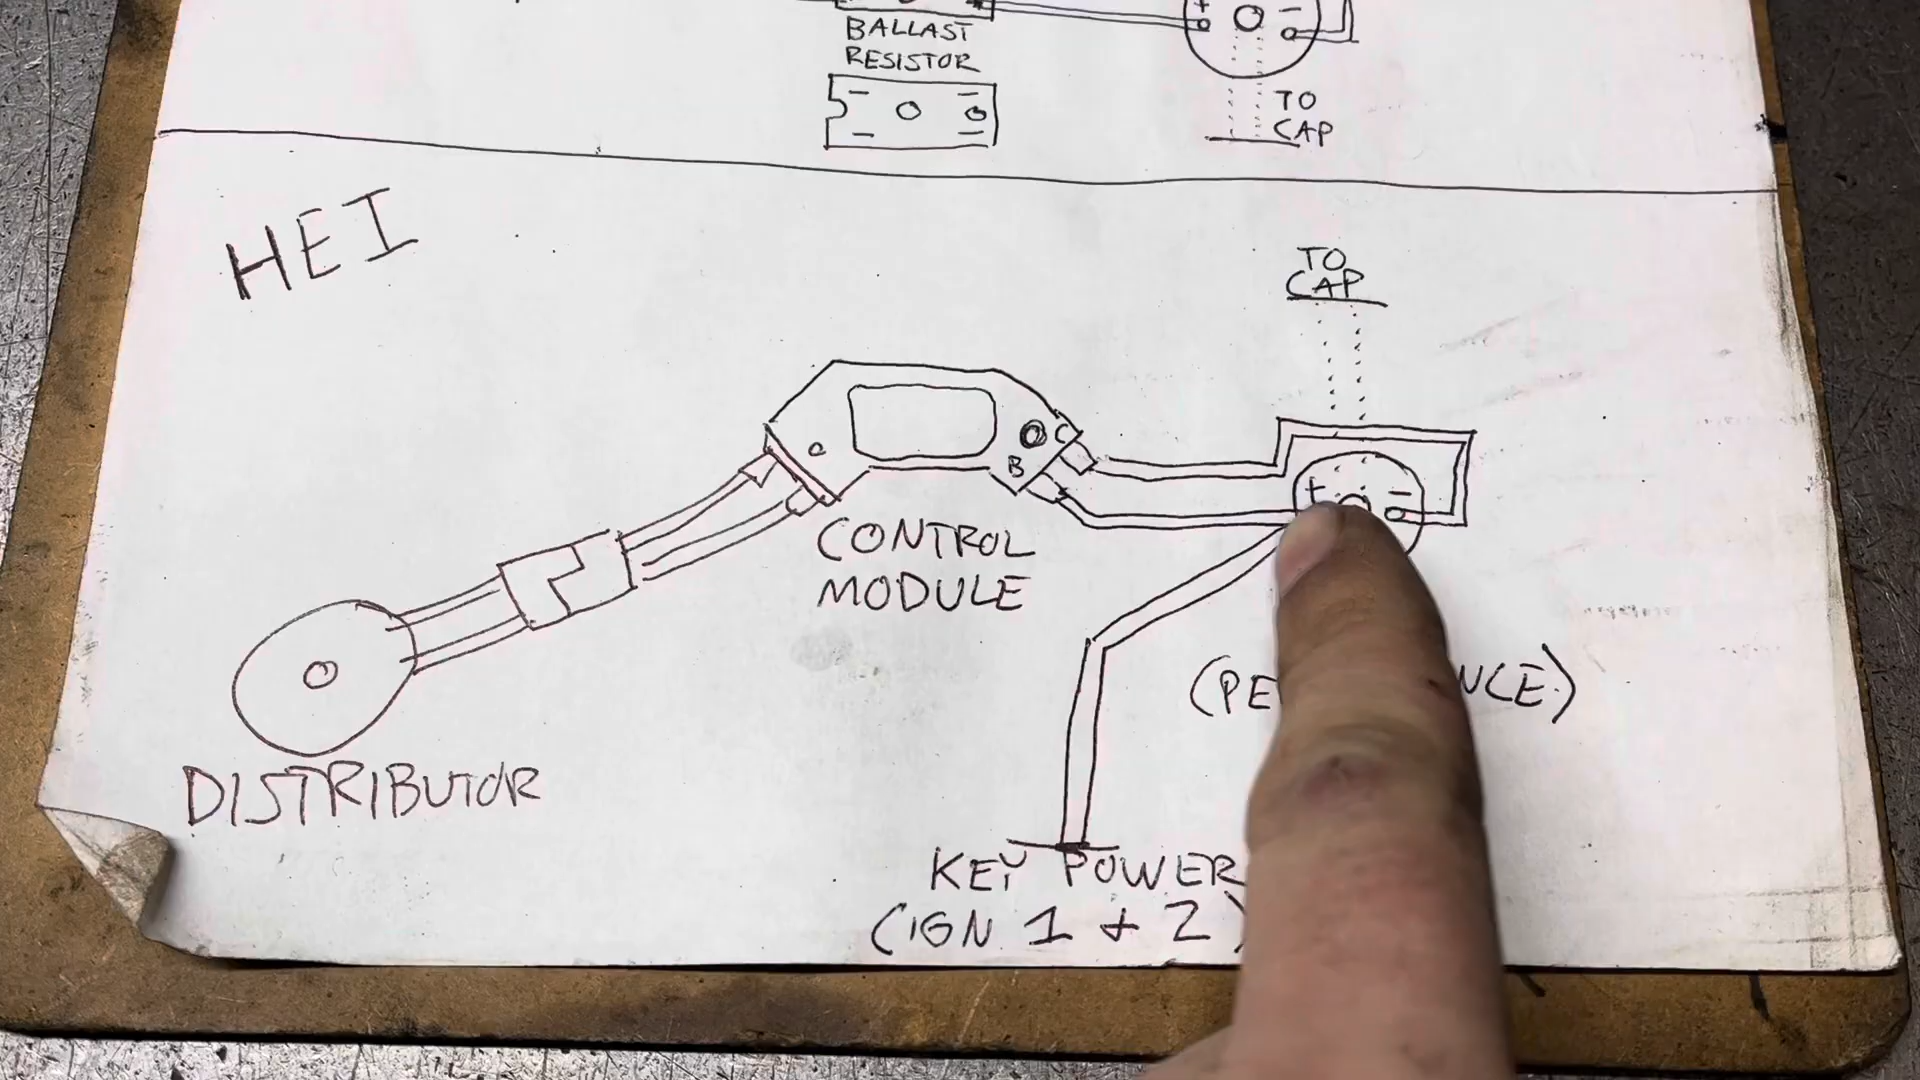 BALLAST
RESISTOR
+ -
TO
CAP
HEI
TO
CAP
C
B
+ -
CONTROL
MODULE
DISTRIBUTOR
KEY POWER
(IGN 1 + 2)